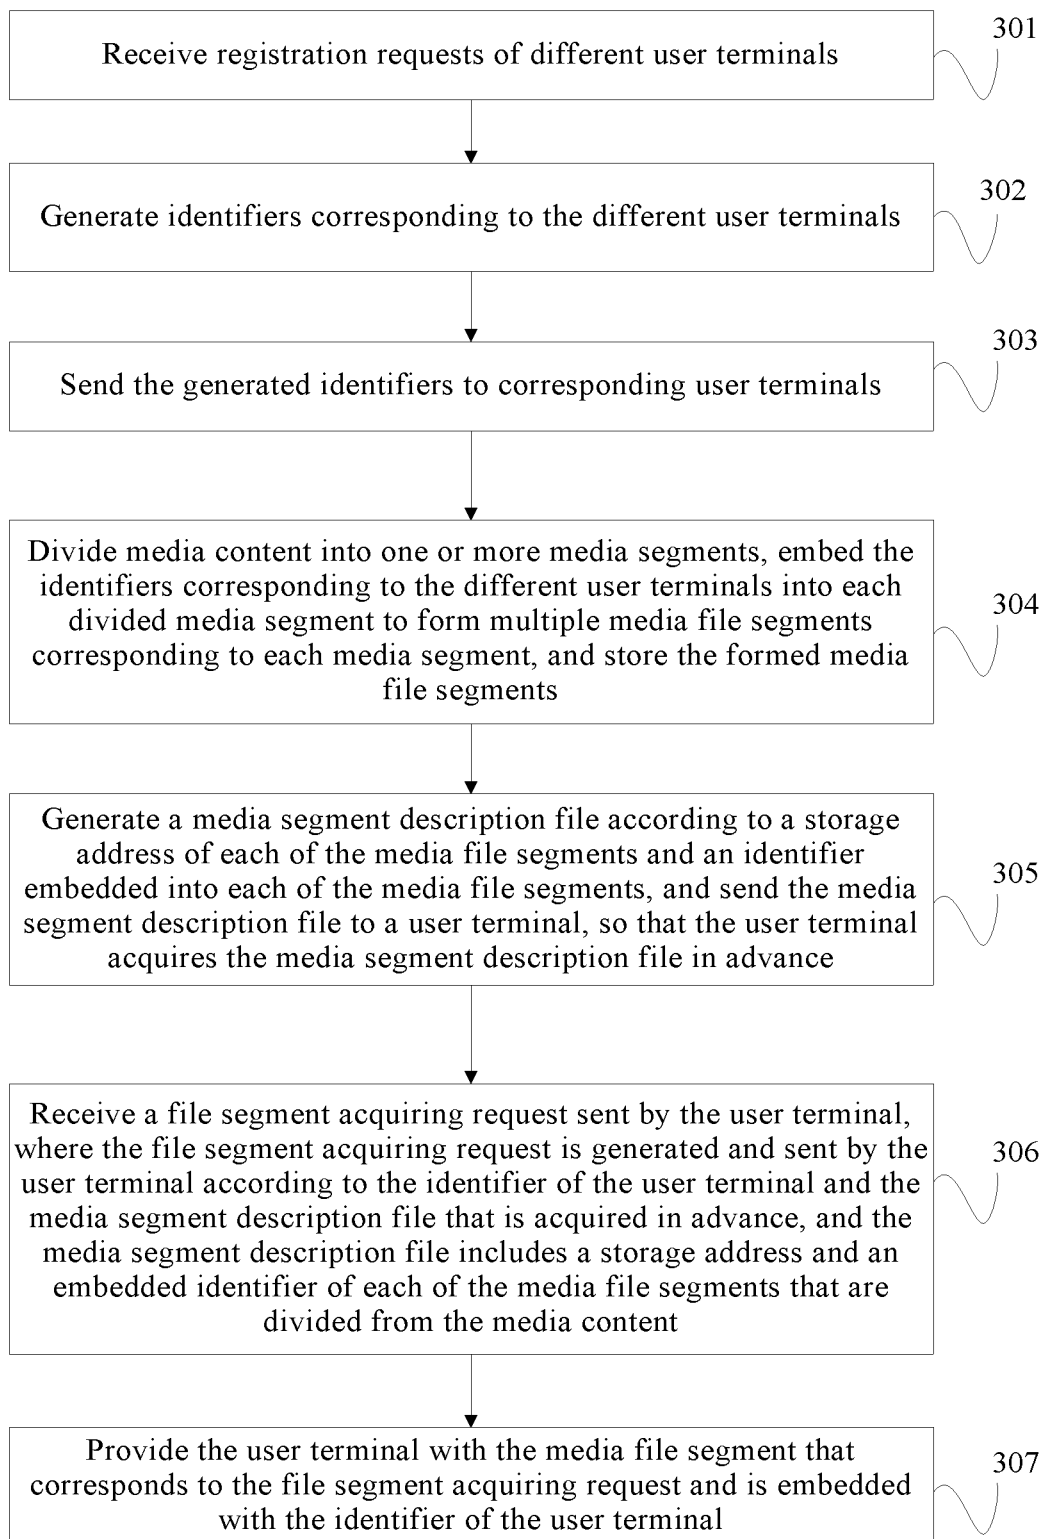 Receive registration requests of different user terminals
301
Generate identifiers corresponding to the different user terminals
302
Send the generated identifiers to corresponding user terminals
303
Divide media content into one or more media segments, embed the
identifiers corresponding to the different user terminals into each
divided media segment to form multiple media file segments
corresponding to each media segment, and store the formed media
file segments
304
Generate a media segment description file according to a storage
address of each of the media file segments and an identifier
embedded into each of the media file segments, and send the media
segment description file to a user terminal, so that the user terminal
acquires the media segment description file in advance
305
Receive a file segment acquiring request sent by the user terminal,
where the file segment acquiring request is generated and sent by the
user terminal according to the identifier of the user terminal and the
media segment description file that is acquired in advance, and the
media segment description file includes a storage address and an
embedded identifier of each of the media file segments that are
divided from the media content
306
Provide the user terminal with the media file segment that
corresponds to the file segment acquiring request and is embedded
with the identifier of the user terminal
307